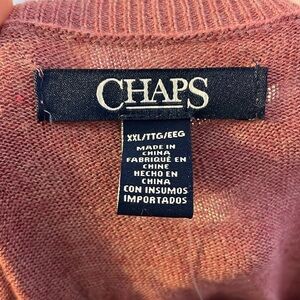 CHAPS
XXL/TTG/EEG
MADE IN
CHINA
FABRIQUÉ EN
CHINE
HECHO EN
CHINA
CON INSUMOS
IMPORTADOS